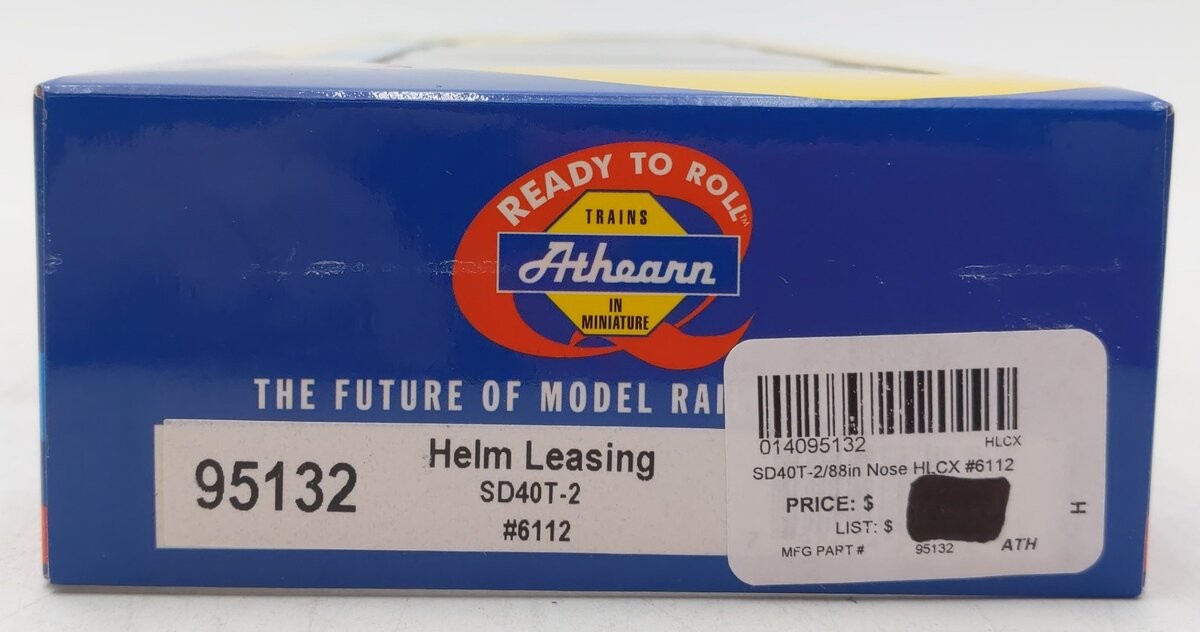 READY TO ROLL™
TRAINS
Athearn
IN
MINIATURE
THE FUTURE OF MODEL RAI
95132
Helm Leasing
SD40T-2
#6112
014095132
HLCX
SD40T-2/88in Nose HLCX #6112
PRICE: $
LIST: $
MFG PART # 95132 ATH
H